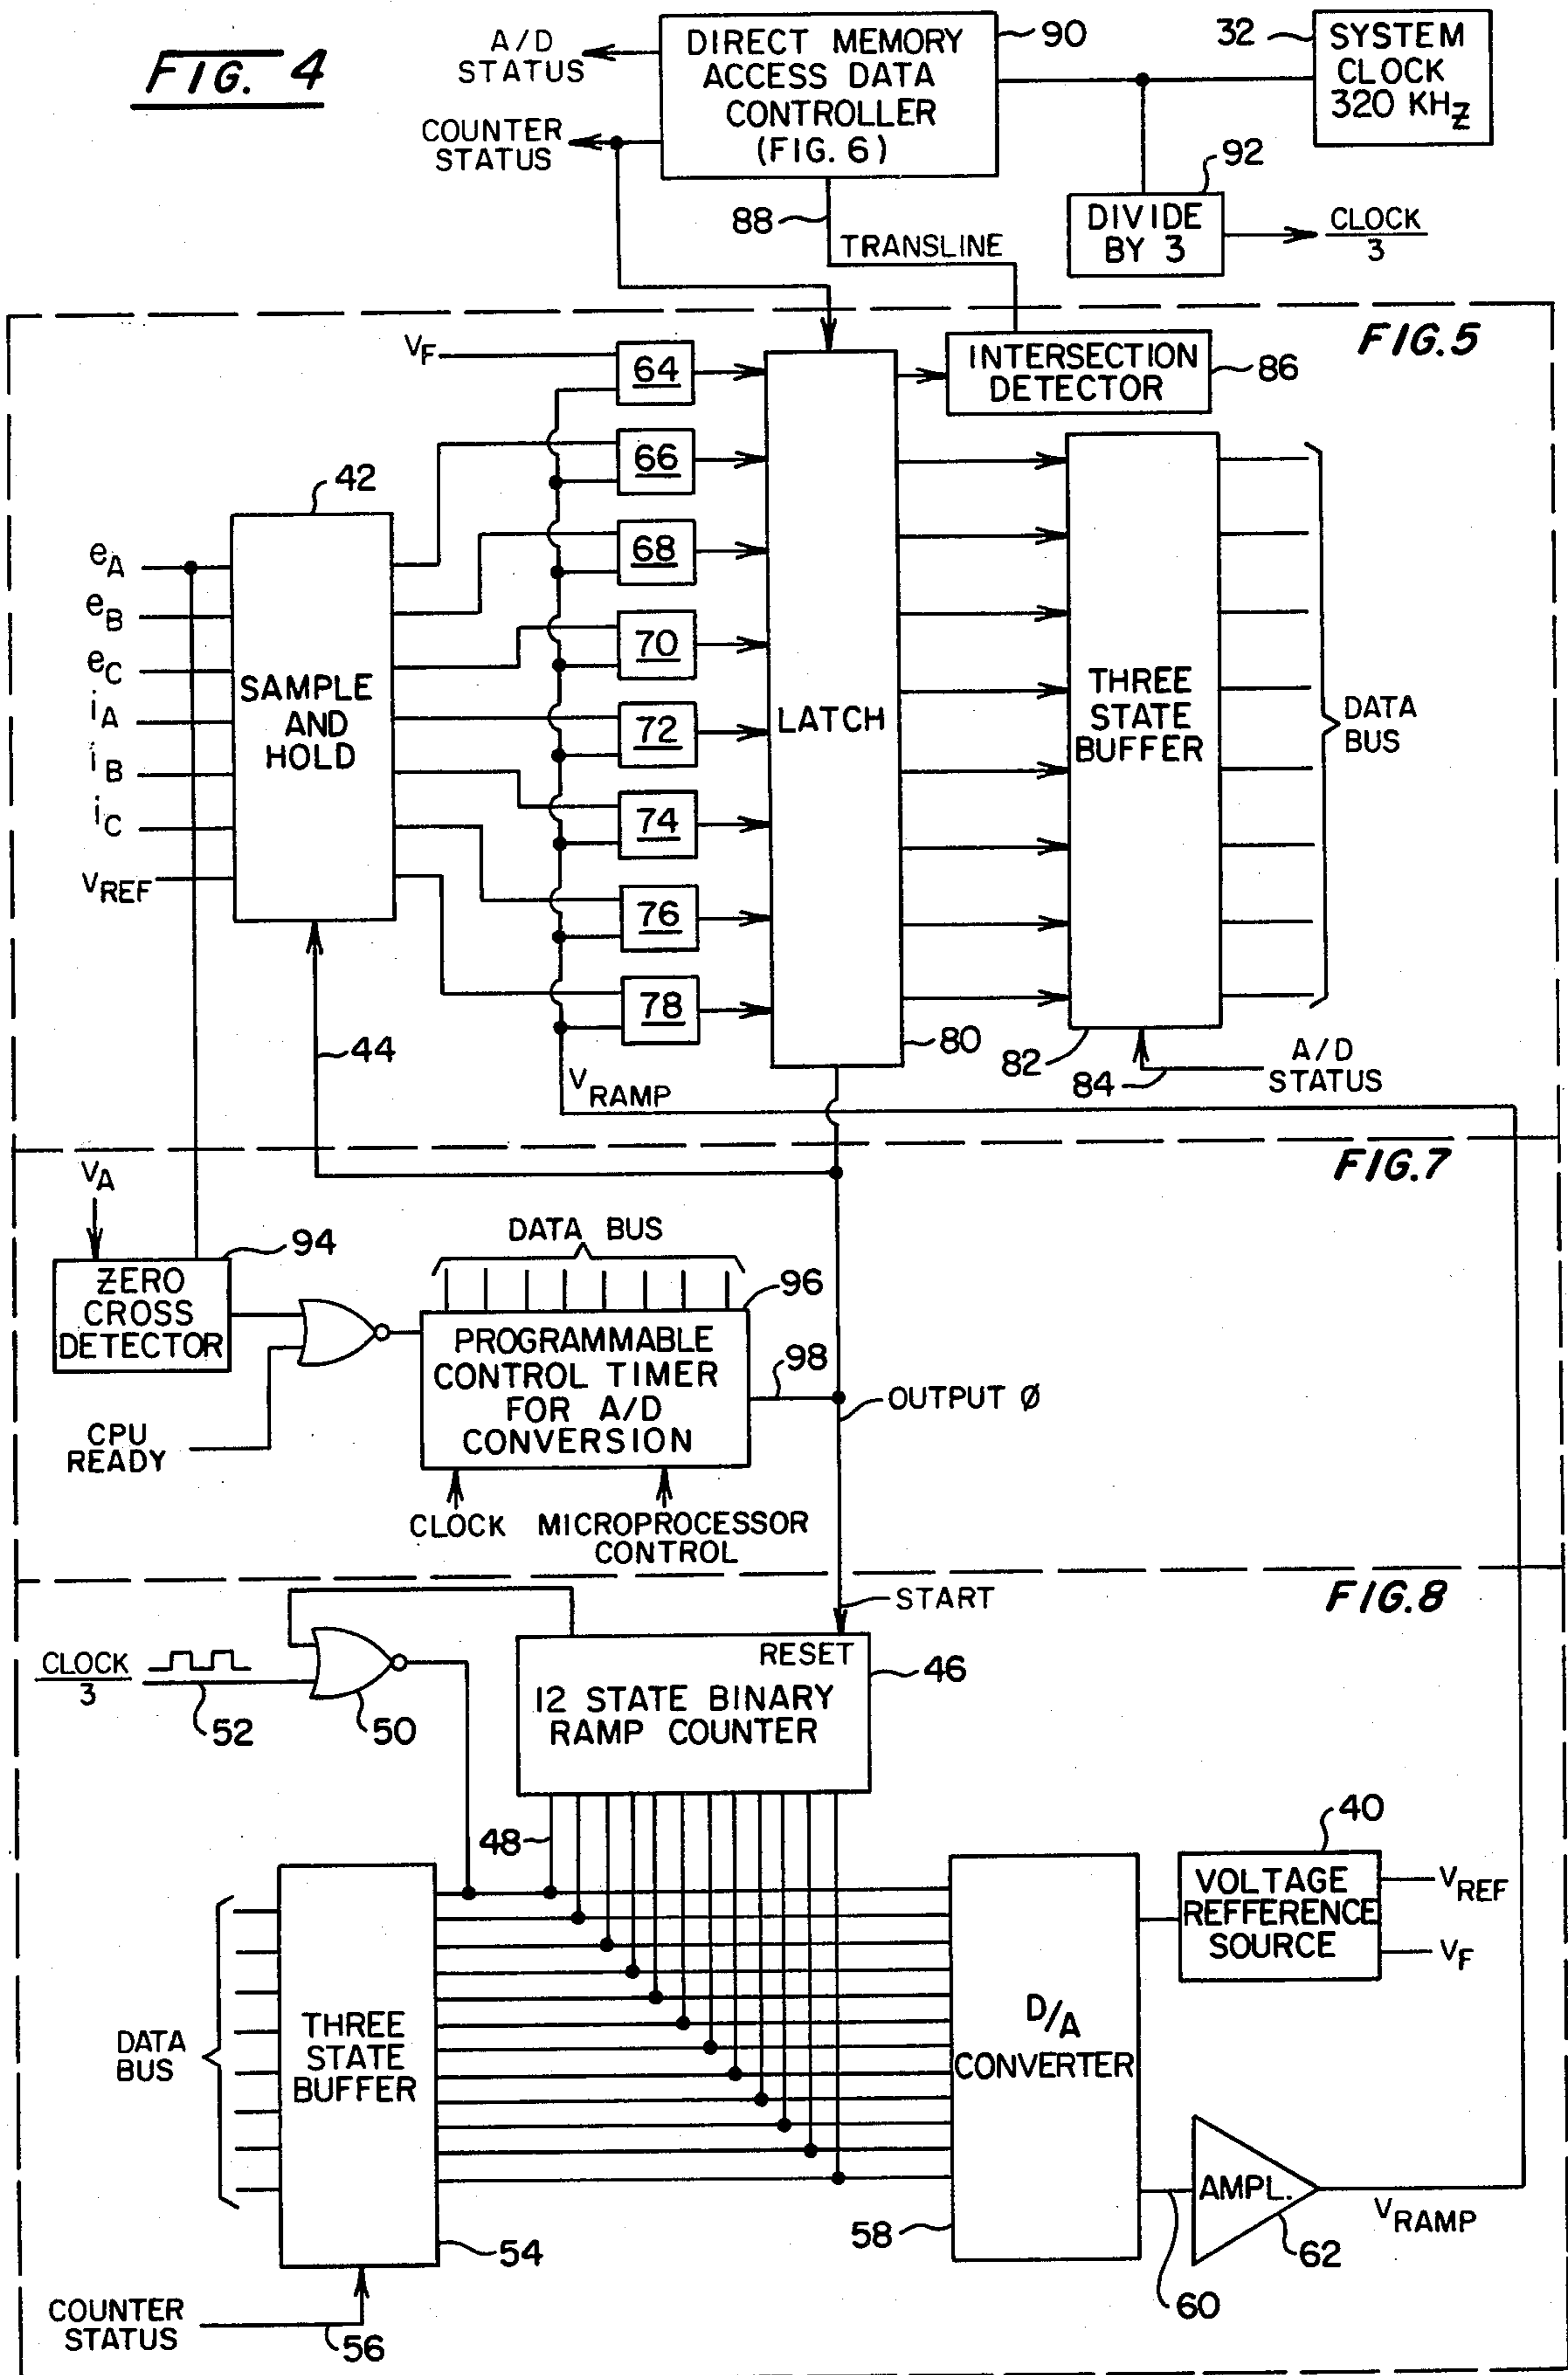 FIG. 4
A/D
STATUS
COUNTER
STATUS
DIRECT MEMORY
ACCESS DATA
CONTROLLER
(FIG. 6)
90
32
SYSTEM
CLOCK
320 KHZ
92
DIVIDE
BY 3
CLOCK
3
88
TRANSLINE
FIG.5
VF
64
66
68
70
72
74
76
78
INTERSECTION
DETECTOR
86
42
eA
eB
eC
iA
iB
iC
VREF
SAMPLE
AND
HOLD
44
LATCH
80
THREE
STATE
BUFFER
DATA
BUS
82
84
A/D
STATUS
VRAMP
FIG.7
VA
94
ZERO
CROSS
DETECTOR
DATA BUS
96
PROGRAMMABLE
CONTROL TIMER
FOR A/D
CONVERSION
98
OUTPUT Ø
CPU
READY
CLOCK
MICROPROCESSOR
CONTROL
FIG.8
START
CLOCK
3
52
50
RESET
12 STATE BINARY
RAMP COUNTER
46
48
40
VOLTAGE
REFFERENCE
SOURCE
VREF
VF
DATA
BUS
THREE
STATE
BUFFER
D/A
CONVERTER
54
58
60
AMPL.
62
VRAMP
COUNTER
STATUS
56